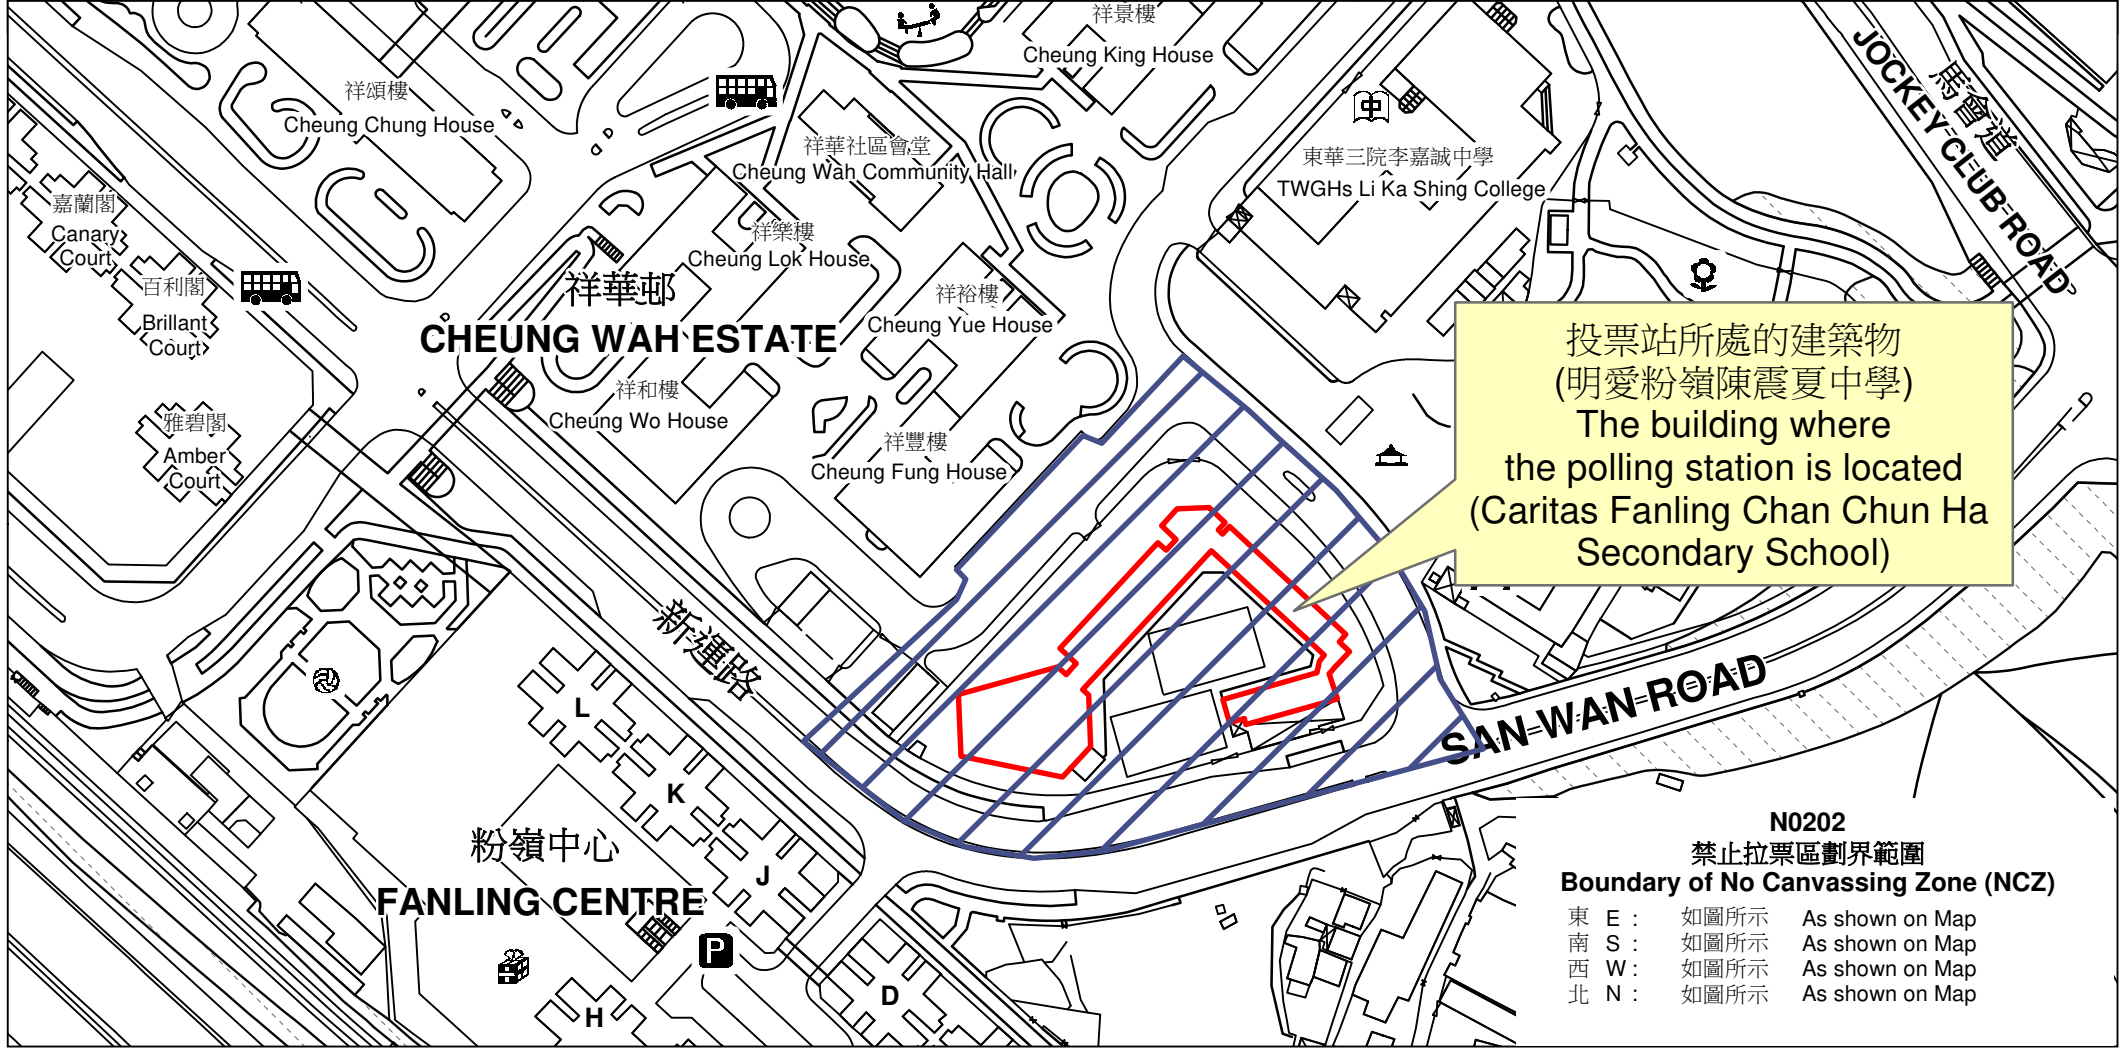 祥景樓
Cheung King House
祥頌樓
Cheung Chung House
祥華社區會堂
Cheung Wah Community Hall
中
東華三院李嘉誠中學
TWGHs Li Ka Shing College
馬會道
JOCKEY CLUB ROAD
嘉蘭閣
Canary
Court
百利閣
Brillant
Court
祥樂樓
Cheung Lok House
祥華邨
CHEUNG WAH ESTATE
祥裕樓
Cheung Yue House
祥和樓
Cheung Wo House
雅碧閣
Amber
Court
祥豐樓
Cheung Fung House
投票站所處的建築物
(明愛粉嶺陳震夏中學)
The building where
the polling station is located
(Caritas Fanling Chan Chun Ha
Secondary School)
新運路
SAN WAN ROAD
L
K
J
粉嶺中心
FANLING CENTRE
P
H
D
N0202
禁止拉票區劃界範圍
Boundary of No Canvassing Zone (NCZ)
東 E : 如圖所示 As shown on Map
南 S : 如圖所示 As shown on Map
西 W : 如圖所示 As shown on Map
北 N : 如圖所示 As shown on Map